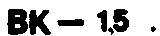 BK - 1,5 .